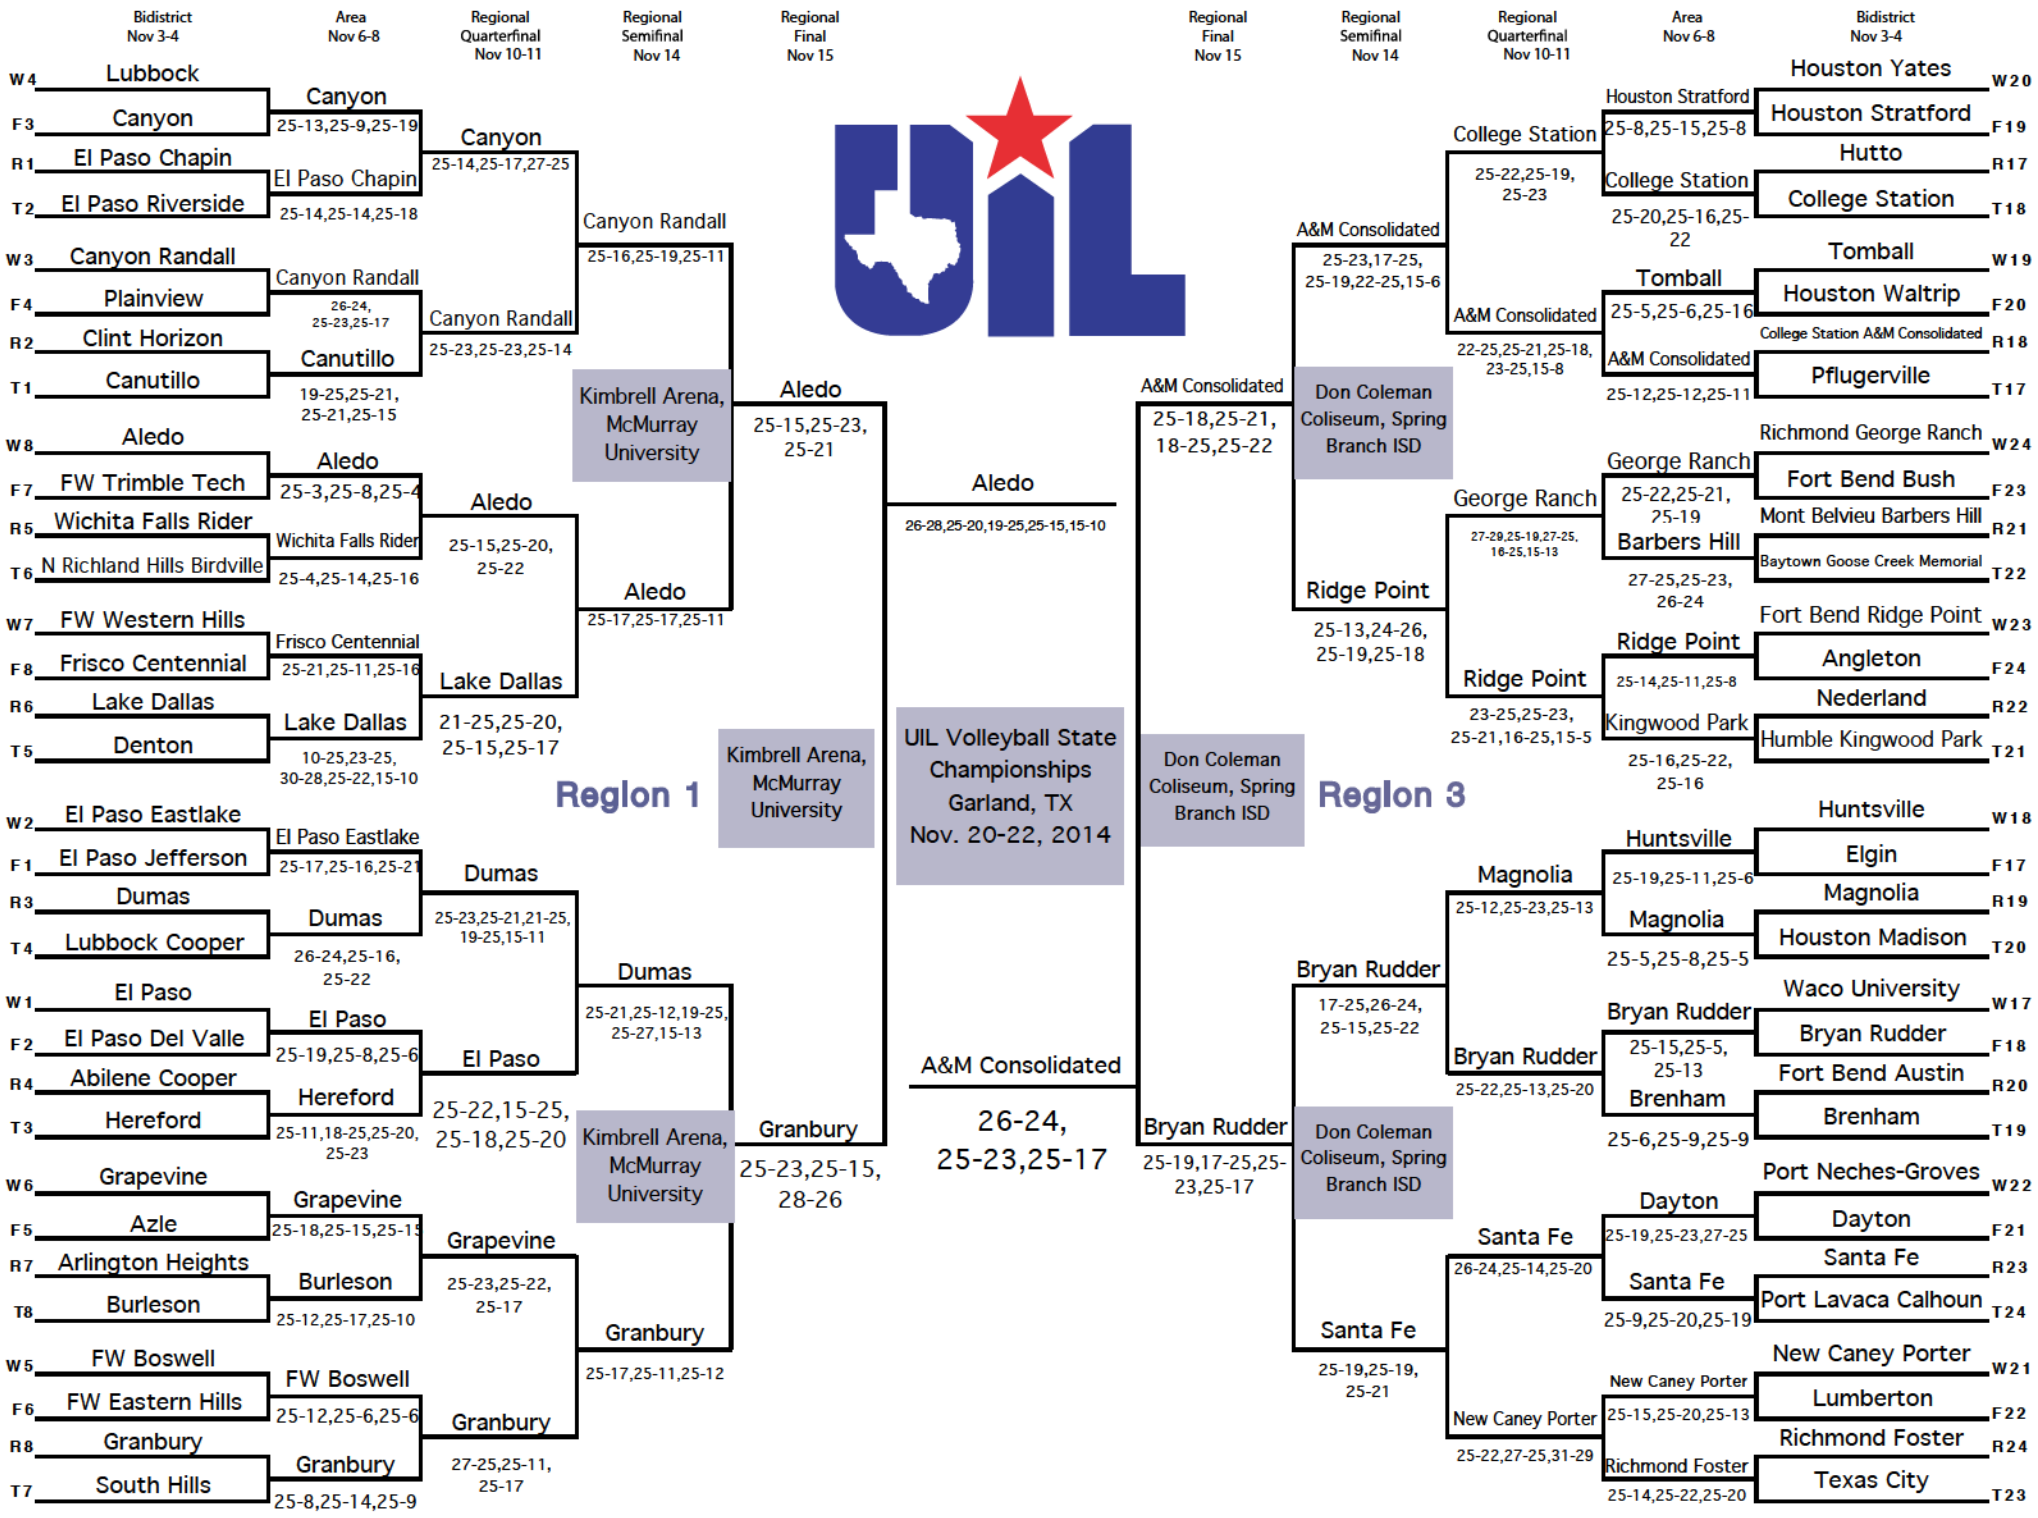 Bidistrict
Nov 3-4
Area
Nov 6-8
Regional
Quarterfinal
Nov 10-11
Regional
Semifinal
Nov 14
Regional
Final
Nov 15
Regional
Final
Nov 15
Regional
Semifinal
Nov 14
Regional
Quarterfinal
Nov 10-11
Area
Nov 6-8
Bidistrict
Nov 3-4
W4 Lubbock
F3 Canyon
R1 El Paso Chapin
T2 El Paso Riverside
W3 Canyon Randall
F4 Plainview
R2 Clint Horizon
T1 Canutillo
W8 Aledo
F7 FW Trimble Tech
R5 Wichita Falls Rider
T6 N Richland Hills Birdville
W7 FW Western Hills
F8 Frisco Centennial
R6 Lake Dallas
T5 Denton
W2 El Paso Eastlake
F1 El Paso Jefferson
R3 Dumas
T4 Lubbock Cooper
W1 El Paso
F2 El Paso Del Valle
R4 Abilene Cooper
T3 Hereford
W6 Grapevine
F5 Azle
R7 Arlington Heights
T8 Burleson
W5 FW Boswell
F6 FW Eastern Hills
R8 Granbury
T7 South Hills
Canyon
25-13,25-9,25-19
El Paso Chapin
25-14,25-14,25-18
Canyon Randall
26-24,
25-23,25-17
Canutillo
19-25,25-21,
25-21,25-15
Aledo
25-3,25-8,25-4
Wichita Falls Rider
25-4,25-14,25-16
Frisco Centennial
25-21,25-11,25-16
Lake Dallas
10-25,23-25,
30-28,25-22,15-10
El Paso Eastlake
25-17,25-16,25-21
Dumas
26-24,25-16,
25-22
El Paso
25-19,25-8,25-6
Hereford
25-11,18-25,25-20,
25-23
Grapevine
25-18,25-15,25-15
Burleson
25-12,25-17,25-10
FW Boswell
25-12,25-6,25-6
Granbury
25-8,25-14,25-9
Canyon
25-14,25-17,27-25
Canyon Randall
25-23,25-23,25-14
Aledo
25-15,25-20,
25-22
Lake Dallas
21-25,25-20,
25-15,25-17
Dumas
25-23,25-21,21-25,
19-25,15-11
El Paso
25-22,15-25,
25-18,25-20
Grapevine
25-23,25-22,
25-17
Granbury
27-25,25-11,
25-17
Canyon Randall
25-16,25-19,25-11
Kimbrell Arena,
McMurray
University
Aledo
25-17,25-17,25-11
Region 1
Dumas
25-21,25-12,19-25,
25-27,15-13
Kimbrell Arena,
McMurray
University
Granbury
25-17,25-11,25-12
Aledo
25-15,25-23,
25-21
Kimbrell Arena,
McMurray
University
Granbury
25-23,25-15,
28-26
UIL
Aledo
26-28,25-20,19-25,25-15,15-10
UIL Volleyball State
Championships
Garland, TX
Nov. 20-22, 2014
A&M Consolidated
26-24,
25-23,25-17
A&M Consolidated
25-18,25-21,
18-25,25-22
Don Coleman
Coliseum, Spring
Branch ISD
Bryan Rudder
25-19,17-25,25-
23,25-17
A&M Consolidated
25-23,17-25,
25-19,22-25,15-6
Don Coleman
Coliseum, Spring
Branch ISD
Ridge Point
25-13,24-26,
25-19,25-18
Region 3
Bryan Rudder
17-25,26-24,
25-15,25-22
Don Coleman
Coliseum, Spring
Branch ISD
Santa Fe
25-19,25-19,
25-21
College Station
25-22,25-19,
25-23
A&M Consolidated
22-25,25-21,25-18,
23-25,15-8
George Ranch
27-29,25-19,27-25,
16-25,15-13
Ridge Point
23-25,25-23,
25-21,16-25,15-5
Magnolia
25-12,25-23,25-13
Bryan Rudder
25-22,25-13,25-20
Santa Fe
26-24,25-14,25-20
New Caney Porter
25-22,27-25,31-29
Houston Stratford
25-8,25-15,25-8
College Station
25-20,25-16,25-
22
Tomball
25-5,25-6,25-16
A&M Consolidated
25-12,25-12,25-11
George Ranch
25-22,25-21,
25-19
Barbers Hill
27-25,25-23,
26-24
Ridge Point
25-14,25-11,25-8
Kingwood Park
25-16,25-22,
25-16
Huntsville
25-19,25-11,25-6
Magnolia
25-5,25-8,25-5
Bryan Rudder
25-15,25-5,
25-13
Brenham
25-6,25-9,25-9
Dayton
25-19,25-23,27-25
Santa Fe
25-9,25-20,25-19
New Caney Porter
25-15,25-20,25-13
Richmond Foster
25-14,25-22,25-20
Houston Yates W20
Houston Stratford F19
Hutto R17
College Station T18
Tomball W19
Houston Waltrip F20
College Station A&M Consolidated R18
Pflugerville T17
Richmond George Ranch W24
Fort Bend Bush F23
Mont Belvieu Barbers Hill R21
Baytown Goose Creek Memorial T22
Fort Bend Ridge Point W23
Angleton F24
Nederland R22
Humble Kingwood Park T21
Huntsville W18
Elgin F17
Magnolia R19
Houston Madison T20
Waco University W17
Bryan Rudder F18
Fort Bend Austin R20
Brenham T19
Port Neches-Groves W22
Dayton F21
Santa Fe R23
Port Lavaca Calhoun T24
New Caney Porter W21
Lumberton F22
Richmond Foster R24
Texas City T23